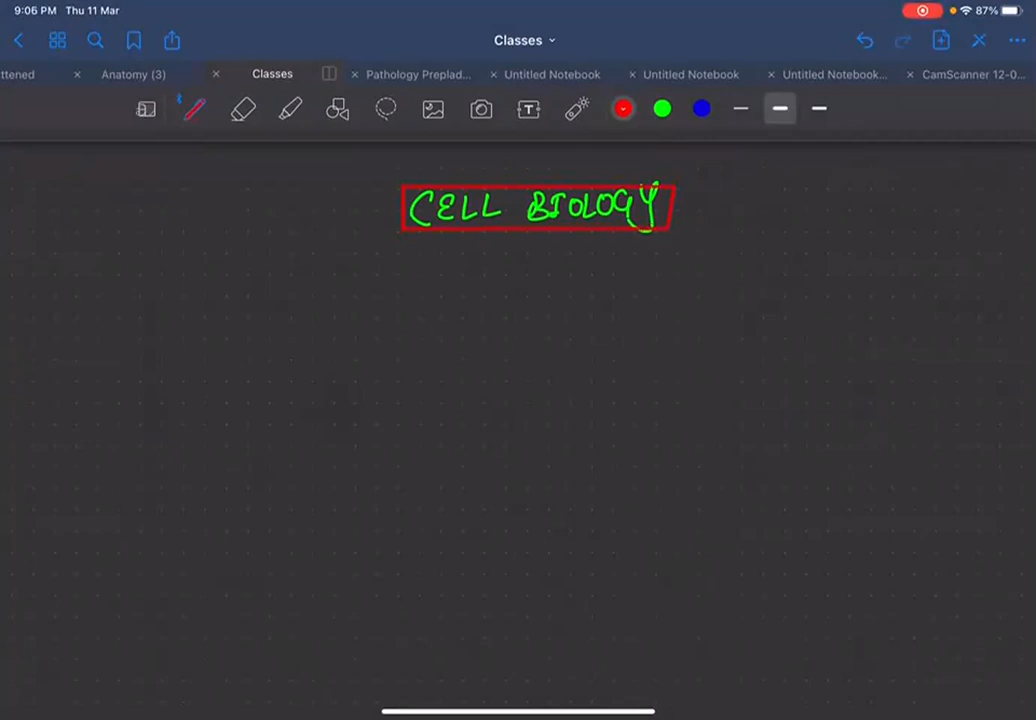 9:06 PM Thu 11 Mar
87%
Classes
ttened
Anatomy (3)
Classes
Pathology Preplad...
Untitled Notebook
Untitled Notebook
Untitled Notebook...
CamScanner 12-0...
T
CELL BIOLOGY